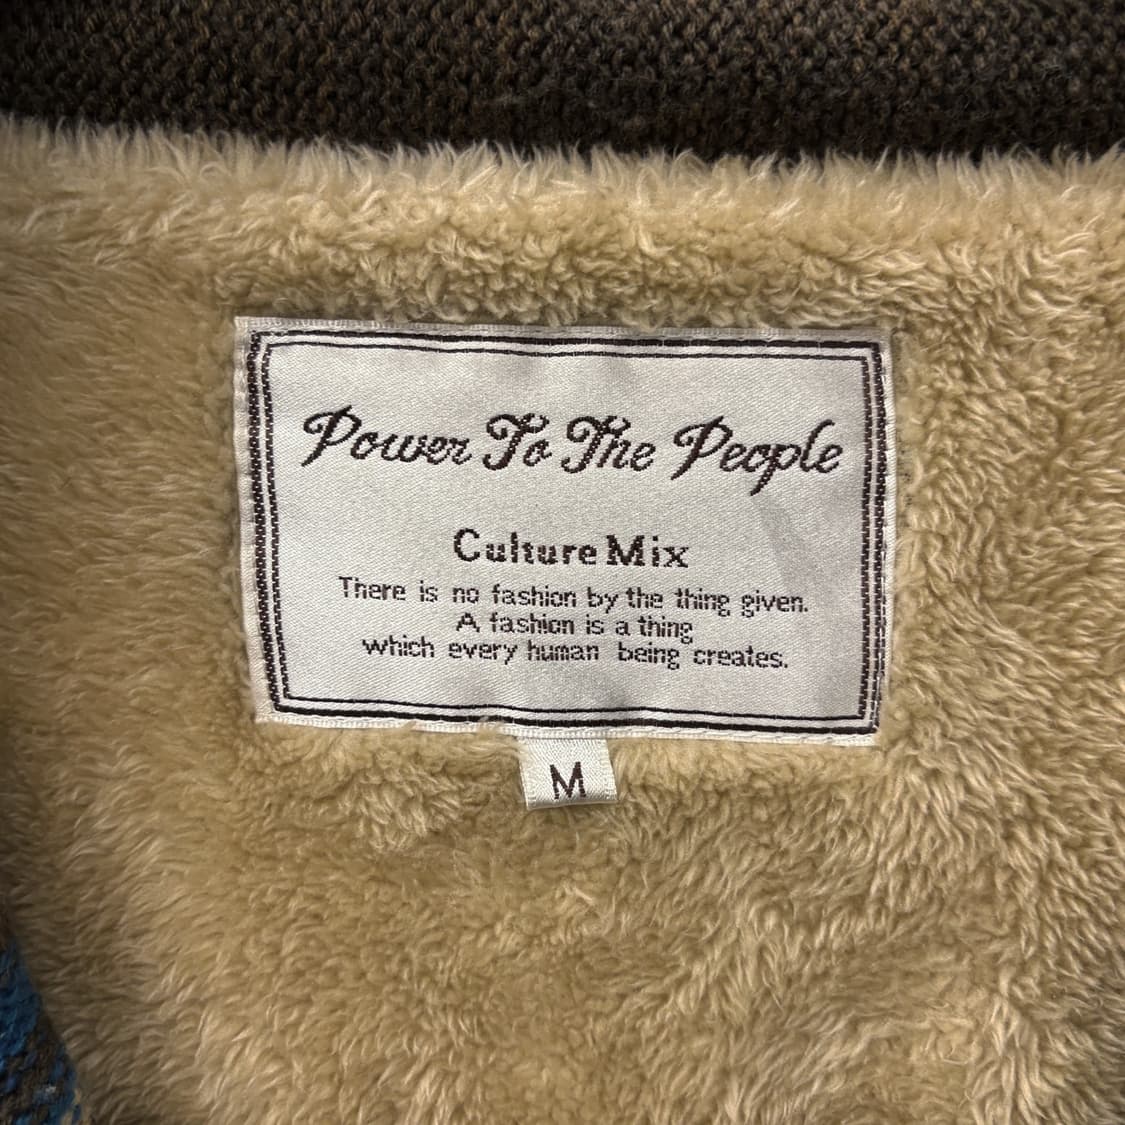 Power To The People
Culture Mix
There is no fashion by the thing given.
A fashion is a thing
which every human being creates.
M